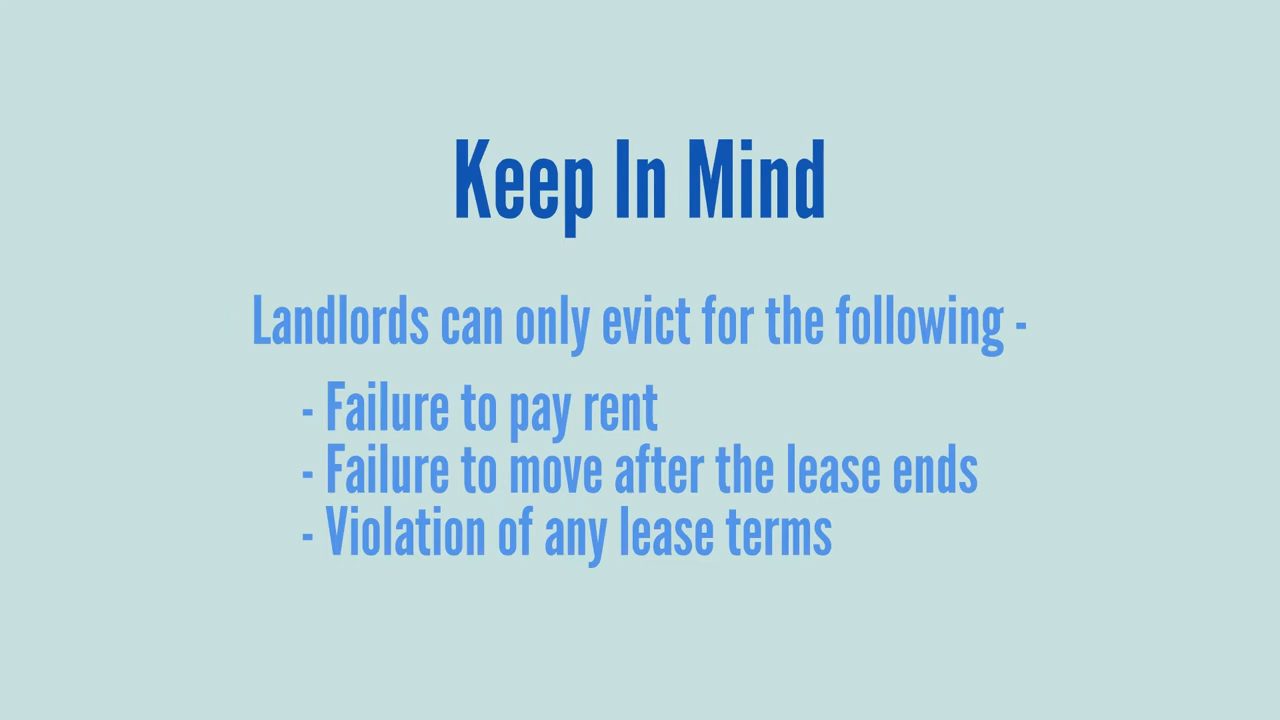 Keep In Mind
Landlords can only evict for the following -
- Failure to pay rent
- Failure to move after the lease ends
- Violation of any lease terms